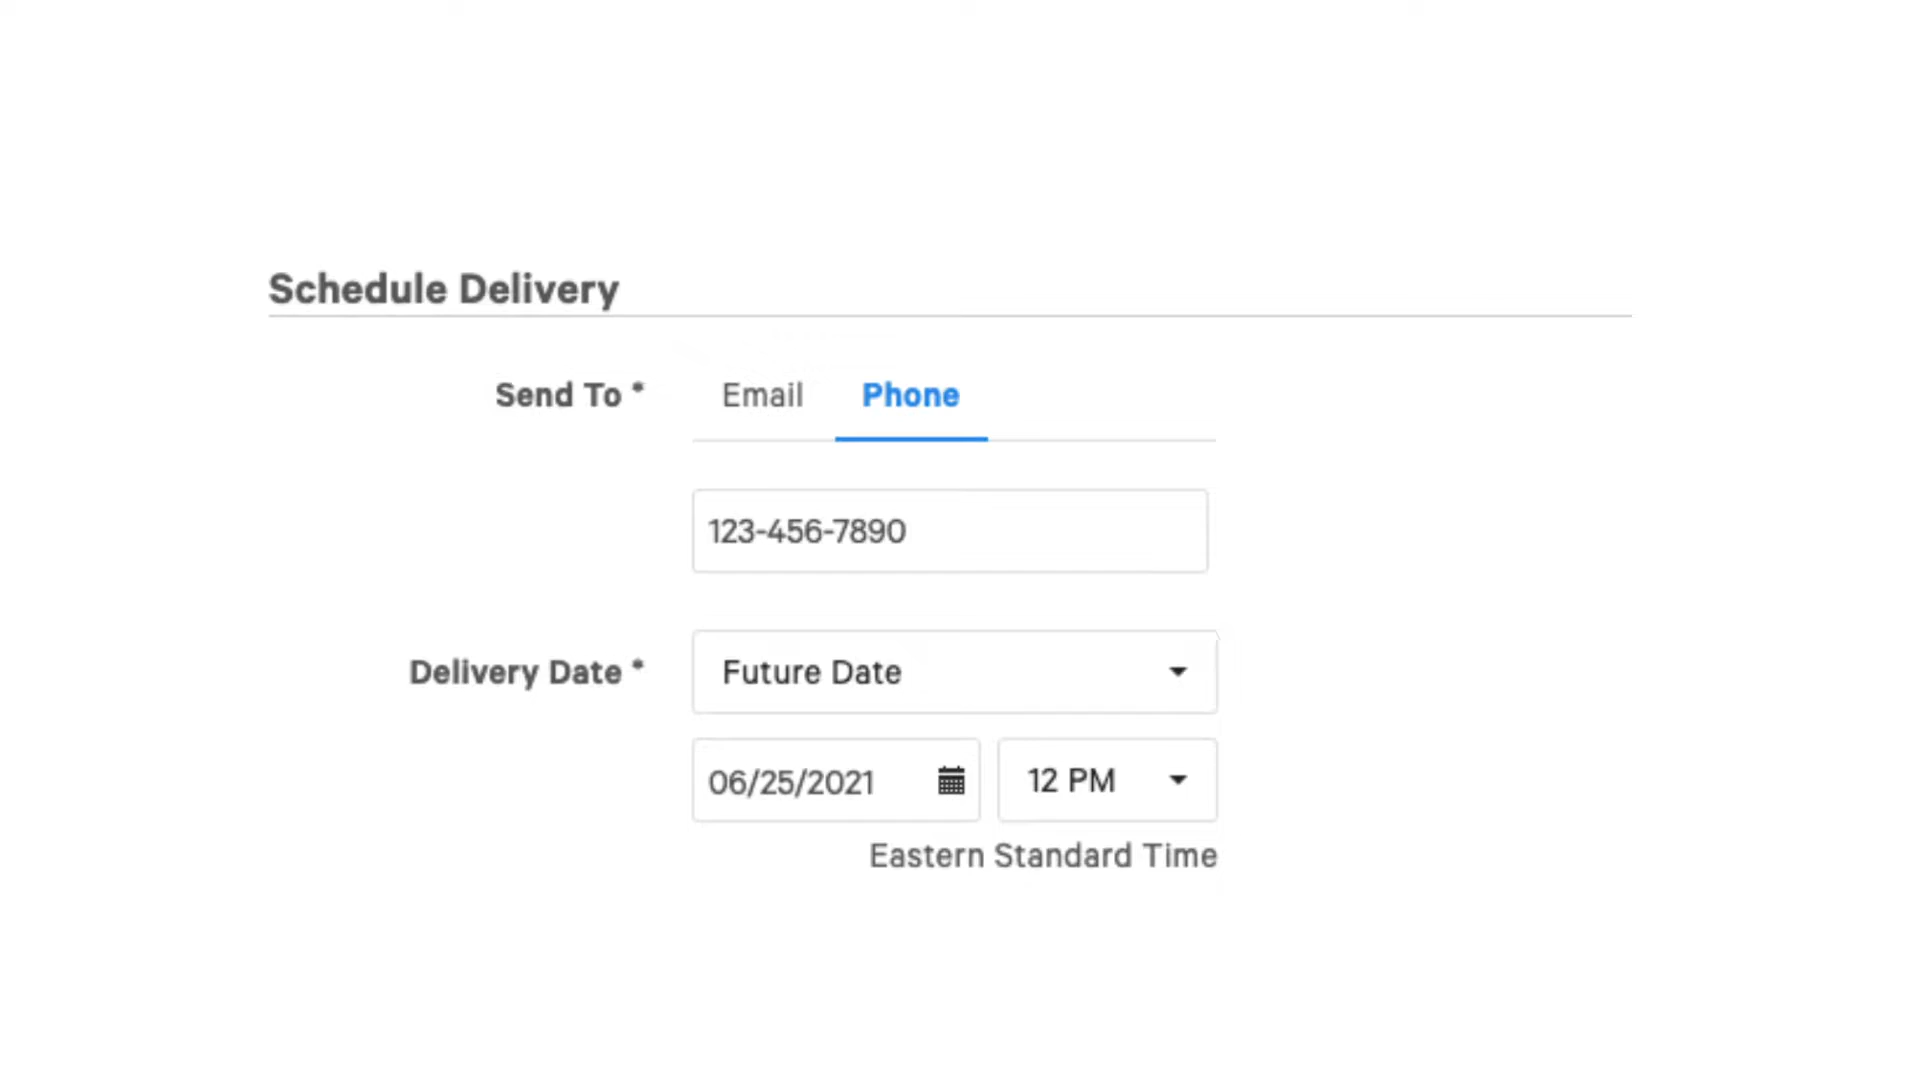 Schedule Delivery
Send To * Email Phone
123-456-7890
Delivery Date * Future Date
06/25/2021 12 PM
Eastern Standard Time